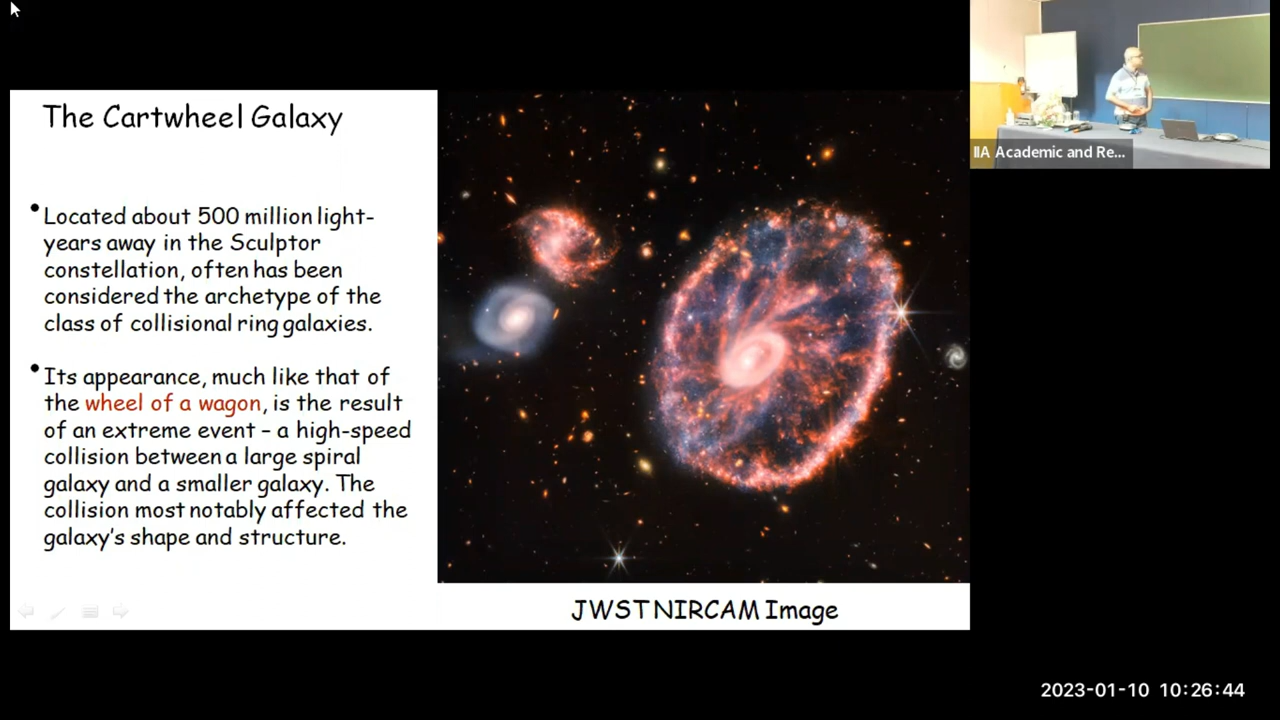 The Cartwheel Galaxy
• Located about 500 million light-
years away in the Sculptor
constellation, often has been
considered the archetype of the
class of collisional ring galaxies.
• Its appearance, much like that of
the wheel of a wagon, is the result
of an extreme event – a high-speed
collision between a large spiral
galaxy and a smaller galaxy. The
collision most notably affected the
galaxy's shape and structure.
JWST NIRCAM Image
IIA Academic and Re...
2023-01-10 10:26:44